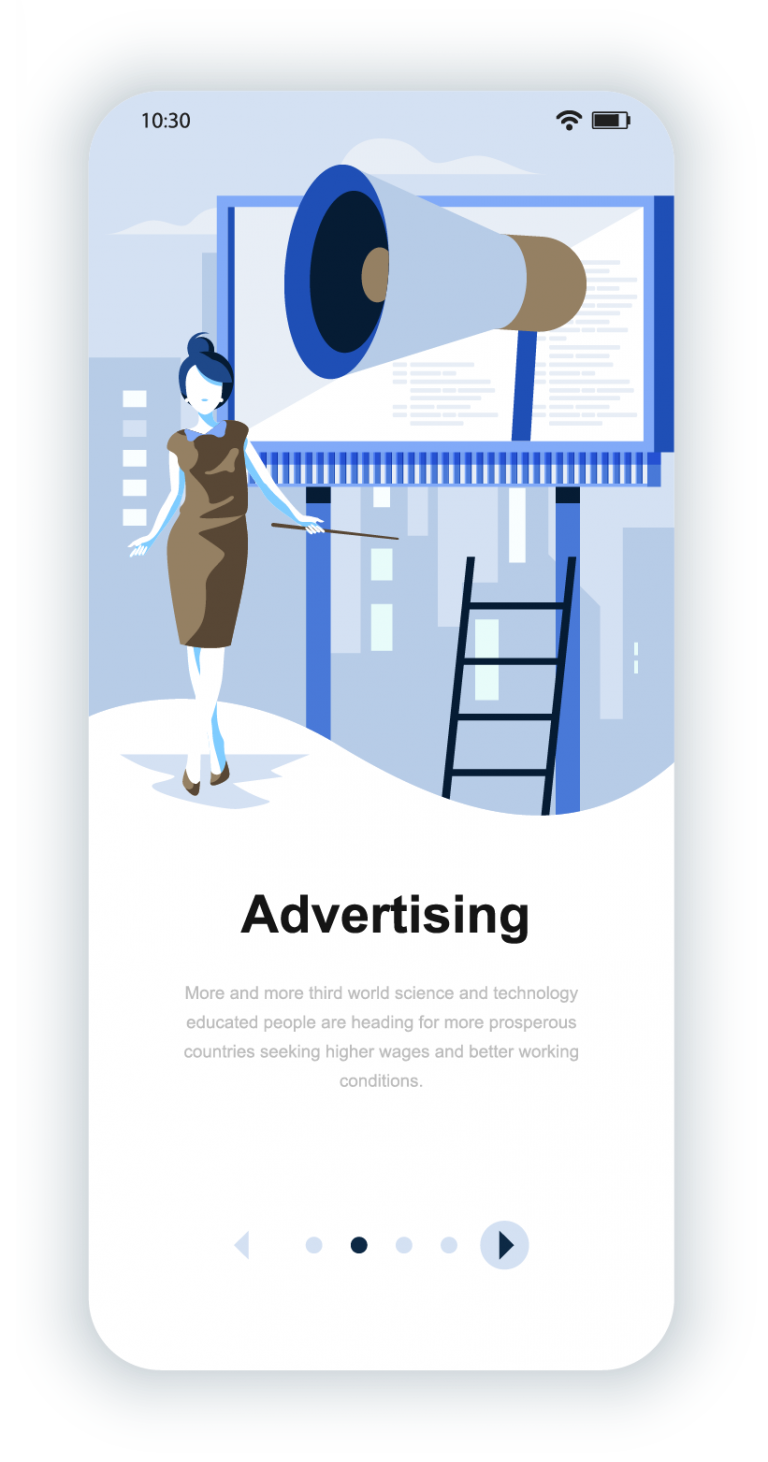 10:30
Advertising
More and more third world science and technology
educated people are heading for more prosperous
countries seeking higher wages and better working
conditions.